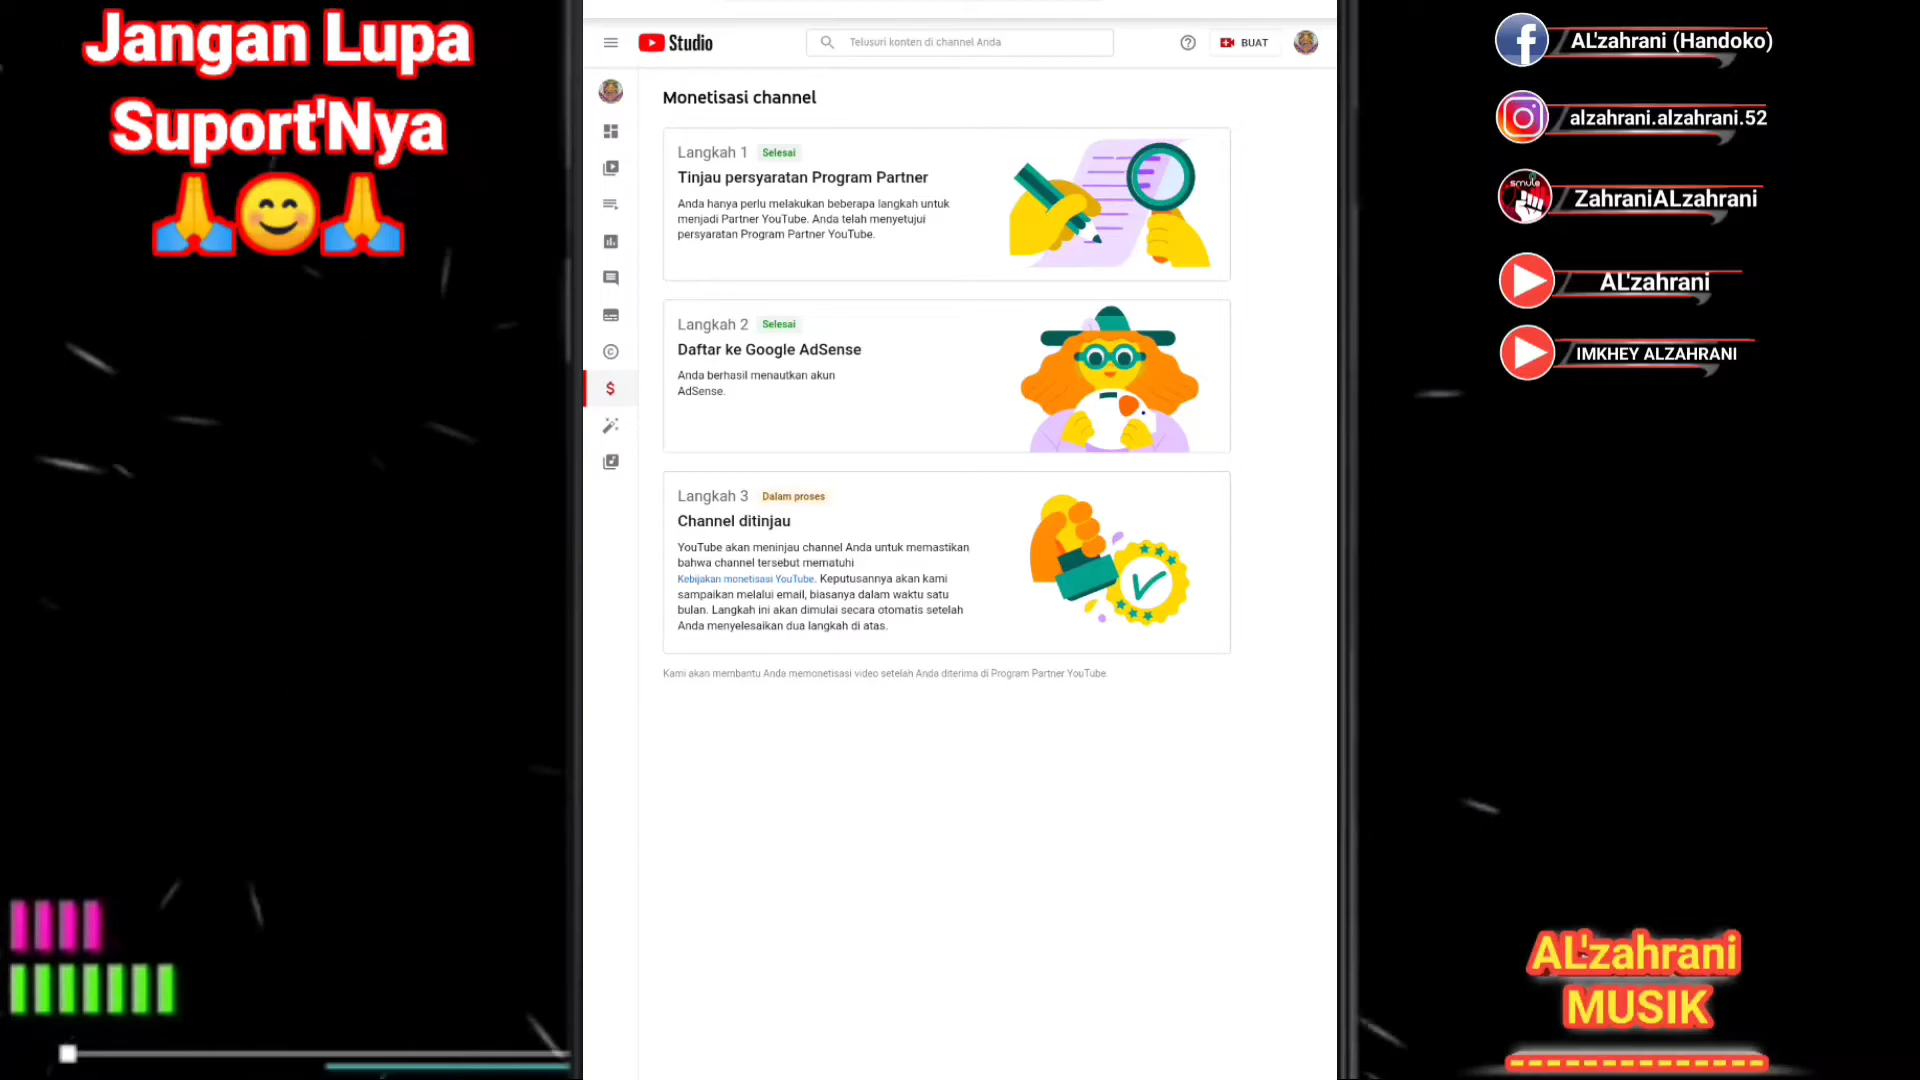 Jangan Lupa
Suport'Nya
Studio
Telusuri konten di channel Anda
BUAT
Monetisasi channel
Langkah 1 Selesai
Tinjau persyaratan Program Partner
Anda hanya perlu melakukan beberapa langkah untuk
menjadi Partner YouTube. Anda telah menyetujui
persyaratan Program Partner YouTube.
Langkah 2 Selesai
Daftar ke Google AdSense
Anda berhasil menautkan akun
AdSense.
Langkah 3 Dalam proses
Channel ditinjau
YouTube akan meninjau channel Anda untuk memastikan
bahwa channel tersebut mematuhi
Kebijakan monetisasi YouTube. Keputusannya akan kami
sampaikan melalui email, biasanya dalam waktu satu
bulan. Langkah ini akan dimulai secara otomatis setelah
Anda menyelesaikan dua langkah di atas.
Kami akan membantu Anda memonetisasi video setelah Anda diterima di Program Partner YouTube.
AL'zahrani (Handoko)
alzahrani.alzahrani.52
smule
ZahraniALzahrani
AL'zahrani
IMKHEY ALZAHRANI
AL'zahrani
MUSIK